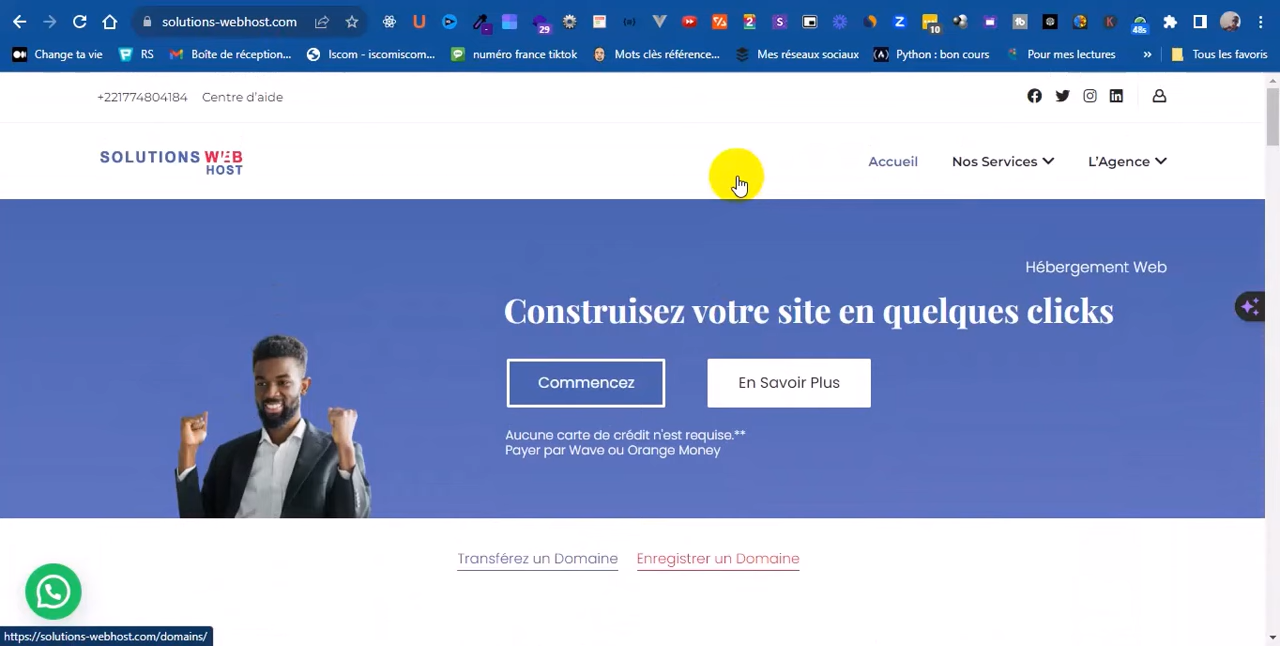 solutions-webhost.com
29
10
48s
Change ta vie
RS
Boîte de réception...
Iscom – iscomiscom...
numéro france tiktok
Mots clés référence...
Mes réseaux sociaux
Python : bon cours
Pour mes lectures
»
Tous les favoris
+221774804184
Centre d'aide
SOLUTIONS WEB
HOST
Accueil
Nos Services
L'Agence
Hébergement Web
Construisez votre site en quelques clicks
Commencez
En Savoir Plus
Aucune carte de crédit n'est requise.**
Payer par Wave ou Orange Money
Transférez un Domaine
Enregistrer un Domaine
https://solutions-webhost.com/domains/